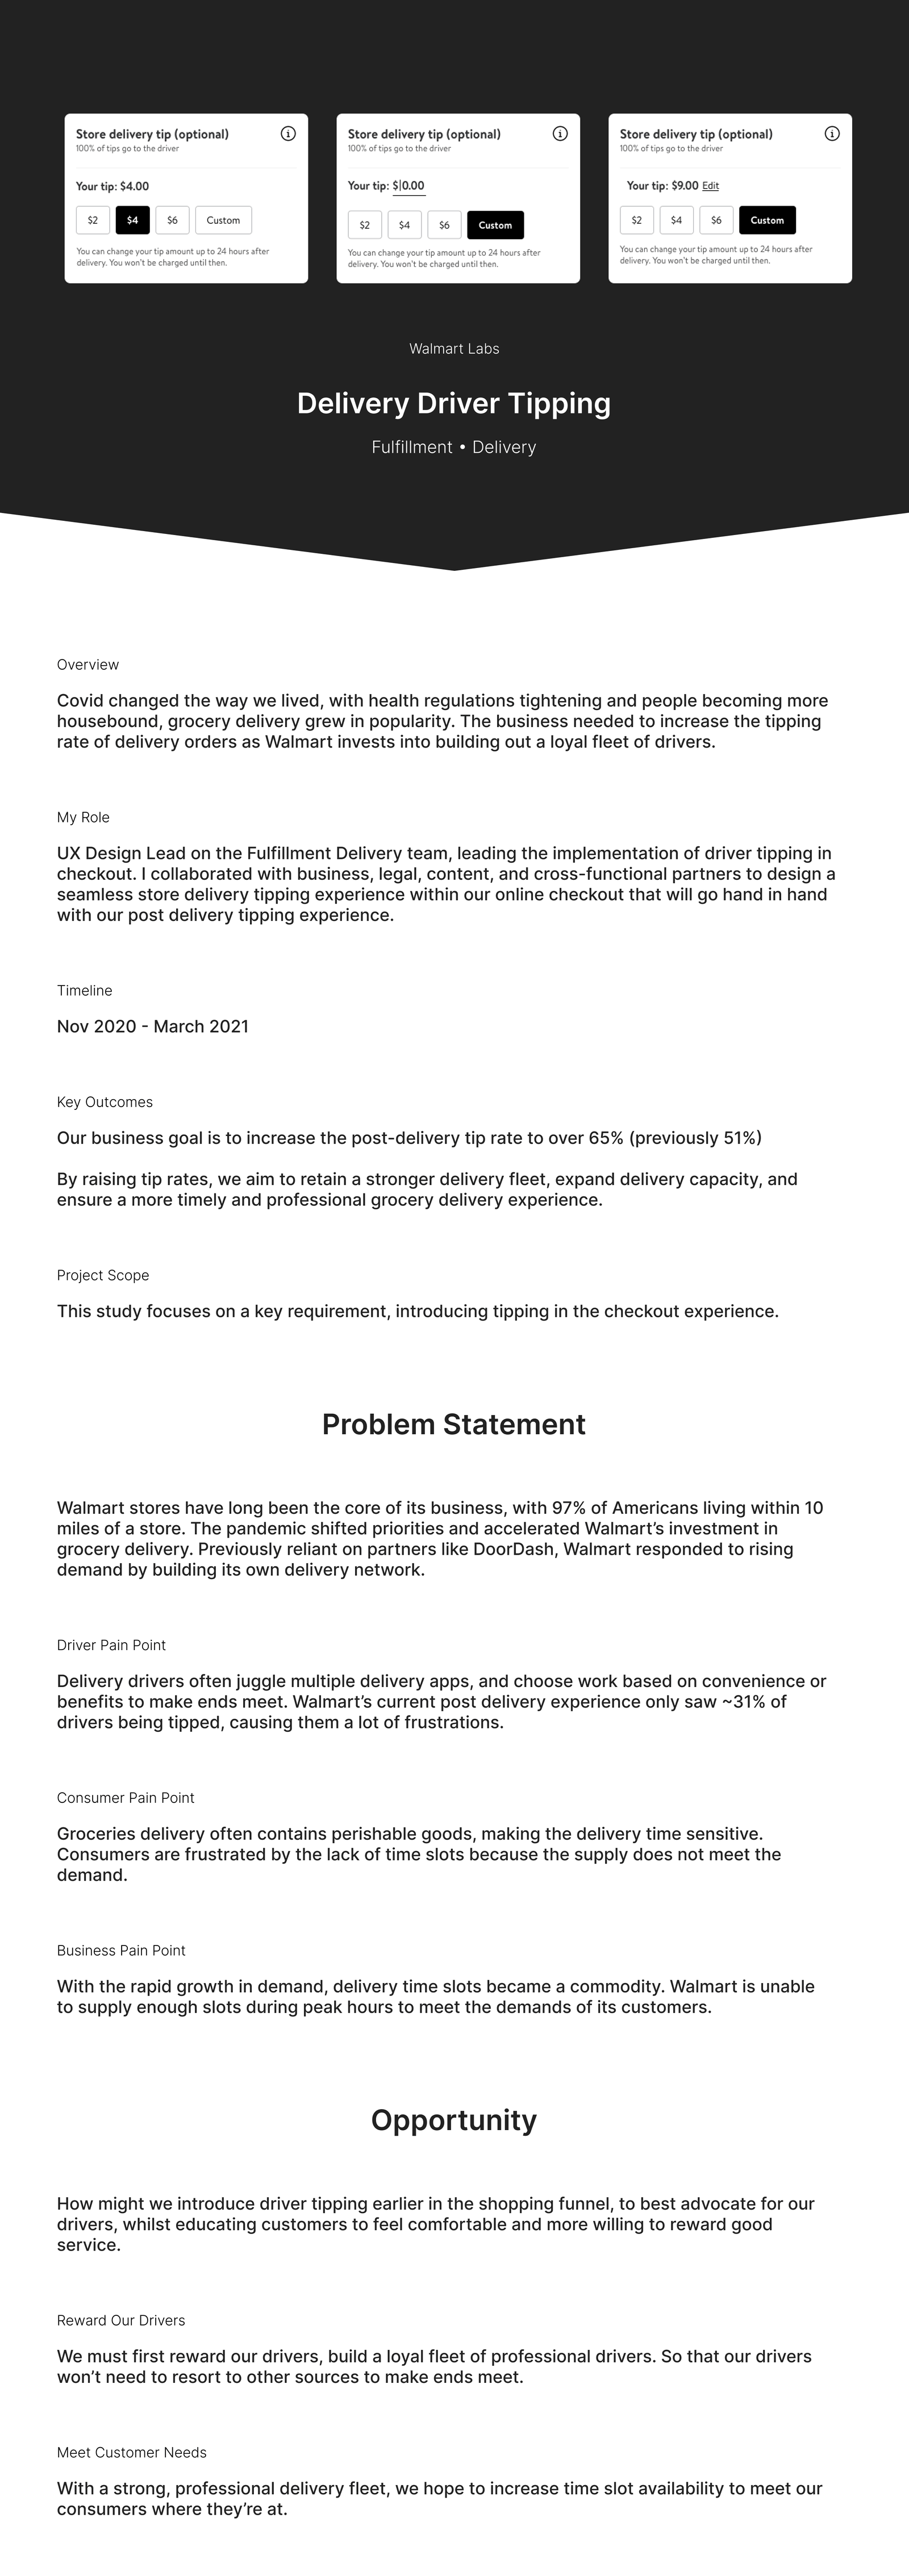 Store delivery tip (optional)
100% of tips go to the driver
Your tip: $4.00
$2 $4 $6 Custom
You can change your tip amount up to 24 hours after
delivery. You won't be charged until then.
Store delivery tip (optional)
100% of tips go to the driver
Your tip: $|0.00
$2 $4 $6 Custom
You can change your tip amount up to 24 hours after
delivery. You won't be charged until then.
Store delivery tip (optional)
100% of tips go to the driver
Your tip: $9.00 Edit
$2 $4 $6 Custom
You can change your tip amount up to 24 hours after
delivery. You won't be charged until then.
Walmart Labs
Delivery Driver Tipping
Fulfillment • Delivery
Overview
Covid changed the way we lived, with health regulations tightening and people becoming more
housebound, grocery delivery grew in popularity. The business needed to increase the tipping
rate of delivery orders as Walmart invests into building out a loyal fleet of drivers.
My Role
UX Design Lead on the Fulfillment Delivery team, leading the implementation of driver tipping in
checkout. I collaborated with business, legal, content, and cross-functional partners to design a
seamless store delivery tipping experience within our online checkout that will go hand in hand
with our post delivery tipping experience.
Timeline
Nov 2020 - March 2021
Key Outcomes
Our business goal is to increase the post-delivery tip rate to over 65% (previously 51%)
By raising tip rates, we aim to retain a stronger delivery fleet, expand delivery capacity, and
ensure a more timely and professional grocery delivery experience.
Project Scope
This study focuses on a key requirement, introducing tipping in the checkout experience.
Problem Statement
Walmart stores have long been the core of its business, with 97% of Americans living within 10
miles of a store. The pandemic shifted priorities and accelerated Walmart's investment in
grocery delivery. Previously reliant on partners like DoorDash, Walmart responded to rising
demand by building its own delivery network.
Driver Pain Point
Delivery drivers often juggle multiple delivery apps, and choose work based on convenience or
benefits to make ends meet. Walmart's current post delivery experience only saw ~31% of
drivers being tipped, causing them a lot of frustrations.
Consumer Pain Point
Groceries delivery often contains perishable goods, making the delivery time sensitive.
Consumers are frustrated by the lack of time slots because the supply does not meet the
demand.
Business Pain Point
With the rapid growth in demand, delivery time slots became a commodity. Walmart is unable
to supply enough slots during peak hours to meet the demands of its customers.
Opportunity
How might we introduce driver tipping earlier in the shopping funnel, to best advocate for our
drivers, whilst educating customers to feel comfortable and more willing to reward good
service.
Reward Our Drivers
We must first reward our drivers, build a loyal fleet of professional drivers. So that our drivers
won't need to resort to other sources to make ends meet.
Meet Customer Needs
With a strong, professional delivery fleet, we hope to increase time slot availability to meet our
consumers where they're at.